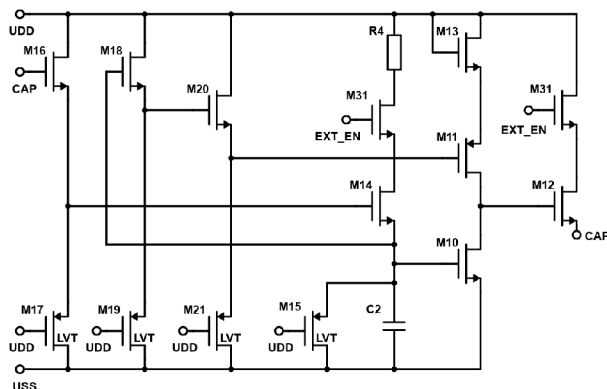 UDD
M16
CAP
M18
M20
R4
M31
EXT_EN
M13
M31
EXT_EN
M11
M14
M12
CAP
M10
M17
LVT
UDD
M19
LVT
UDD
M21
LVT
UDD
M15
LVT
UDD
C2
USS